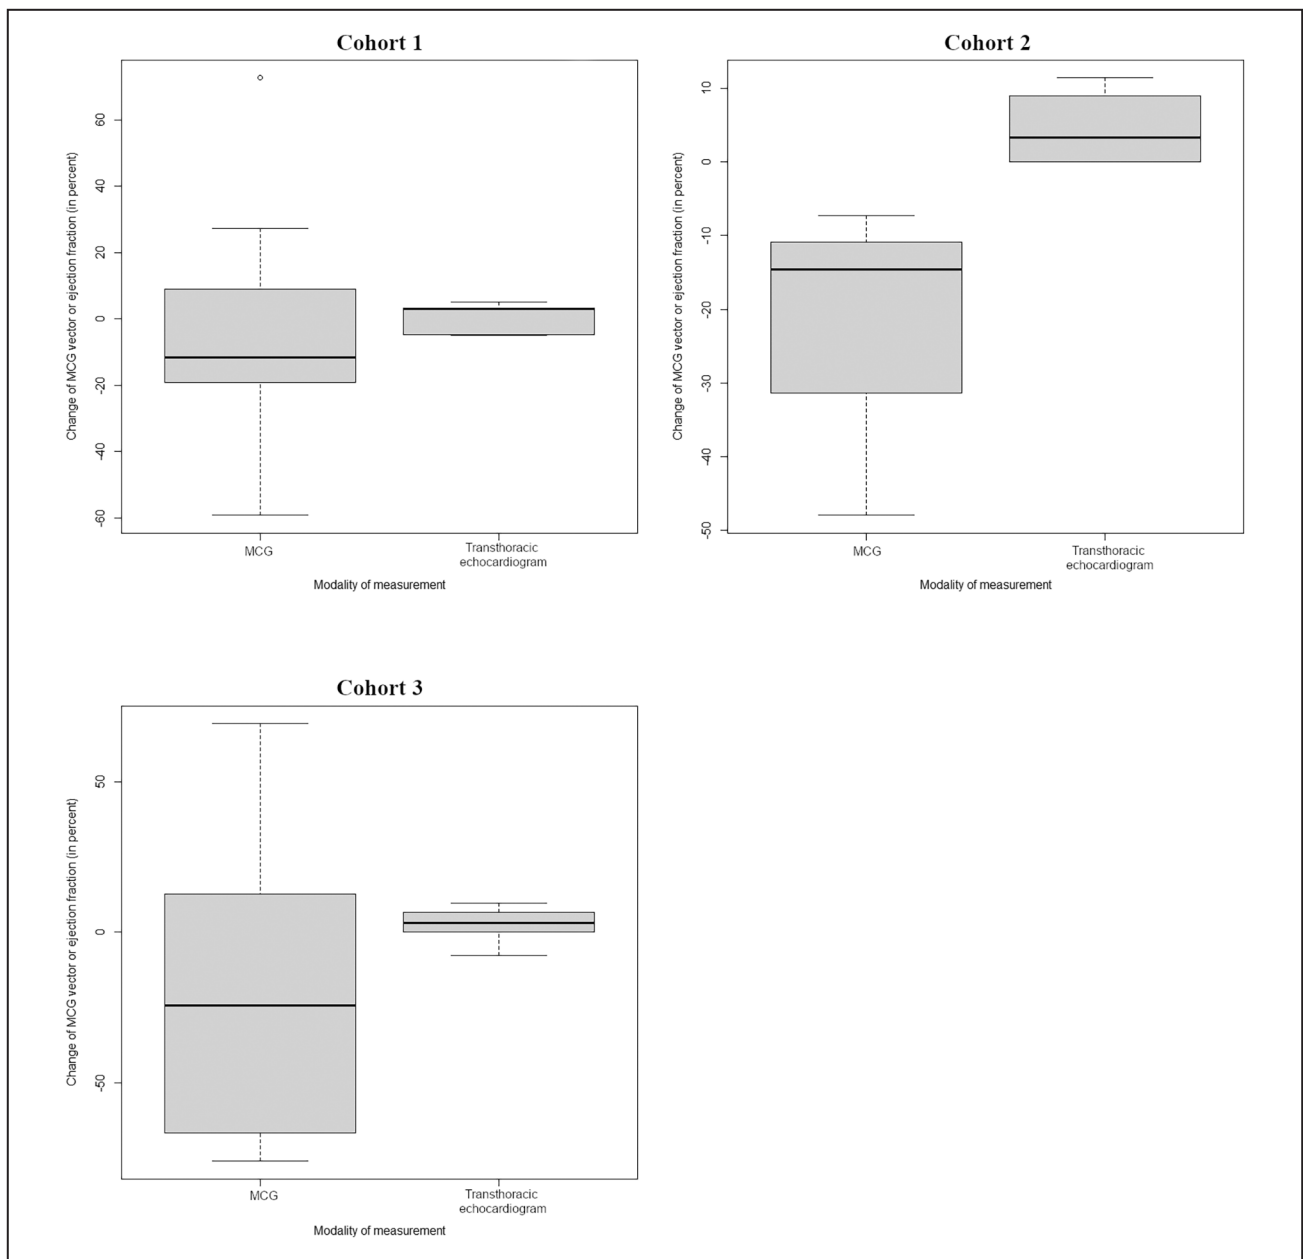 Cohort 1
Change of MCG vector or ejection fraction (in percent)
60
40
20
0
-20
-40
-60
MCG
Transthoracic
echocardiogram
Modality of measurement
Cohort 2
Change of MCG vector or ejection fraction (in percent)
10
0
-10
-20
-30
-40
-50
MCG
Transthoracic
echocardiogram
Modality of measurement
Cohort 3
Change of MCG vector or ejection fraction (in percent)
50
0
-50
MCG
Transthoracic
echocardiogram
Modality of measurement